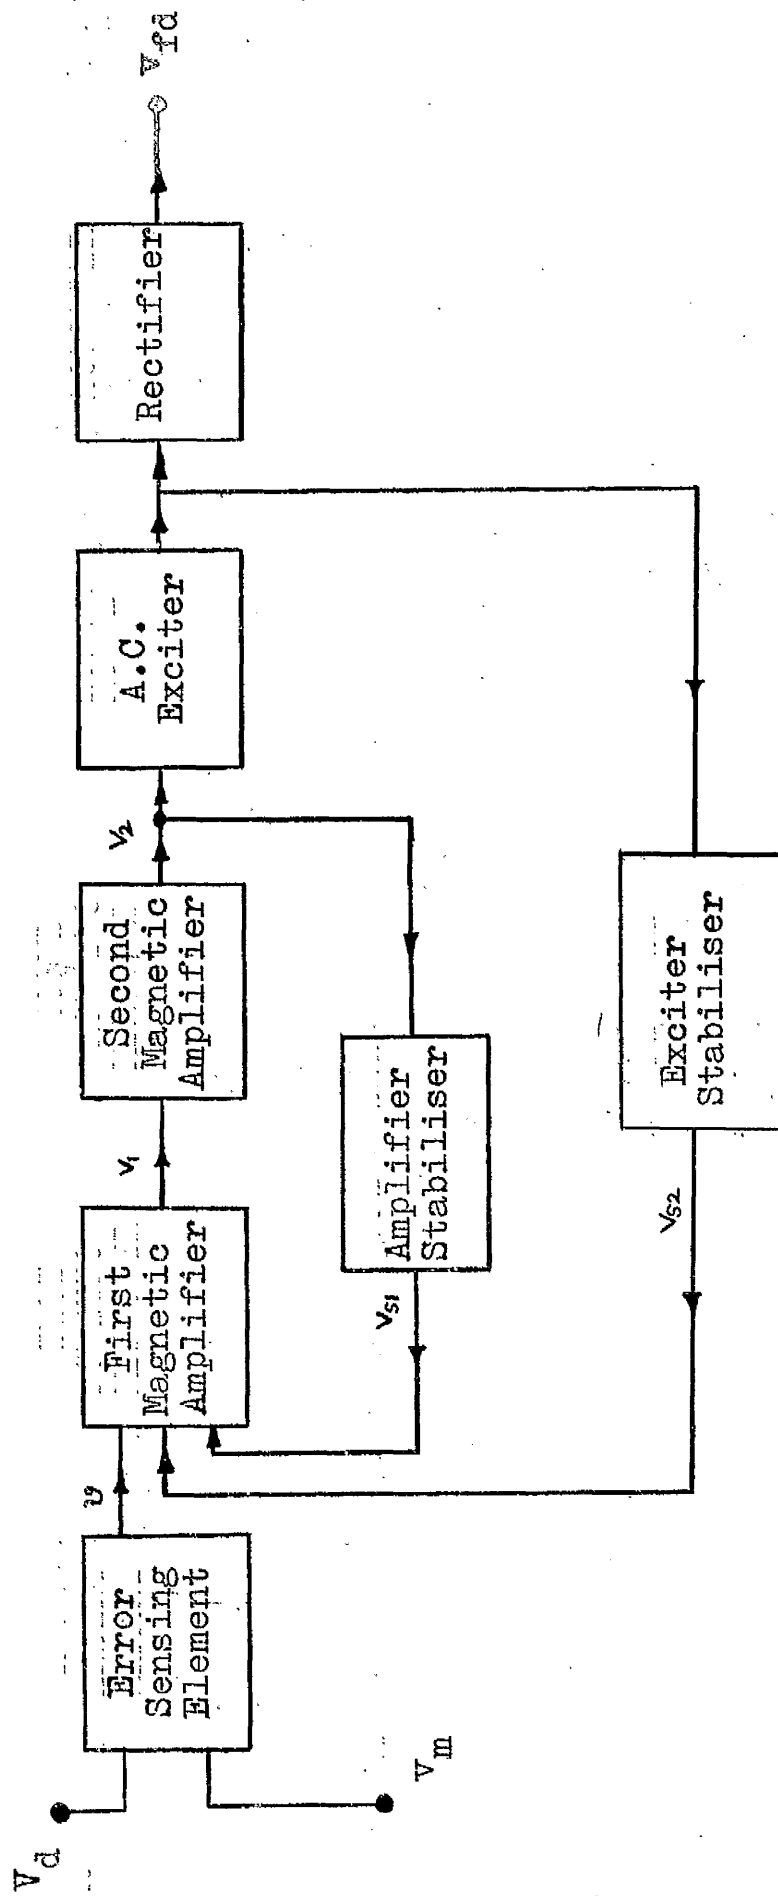 V_d
V_m
Error
Sensing
Element
v
First
Magnetic
Amplifier
V_1
Second
Magnetic
Amplifier
V_2
A.C.
Exciter
Rectifier
v_fd
Amplifier
Stabiliser
V_S1
Exciter
Stabiliser
V_S2